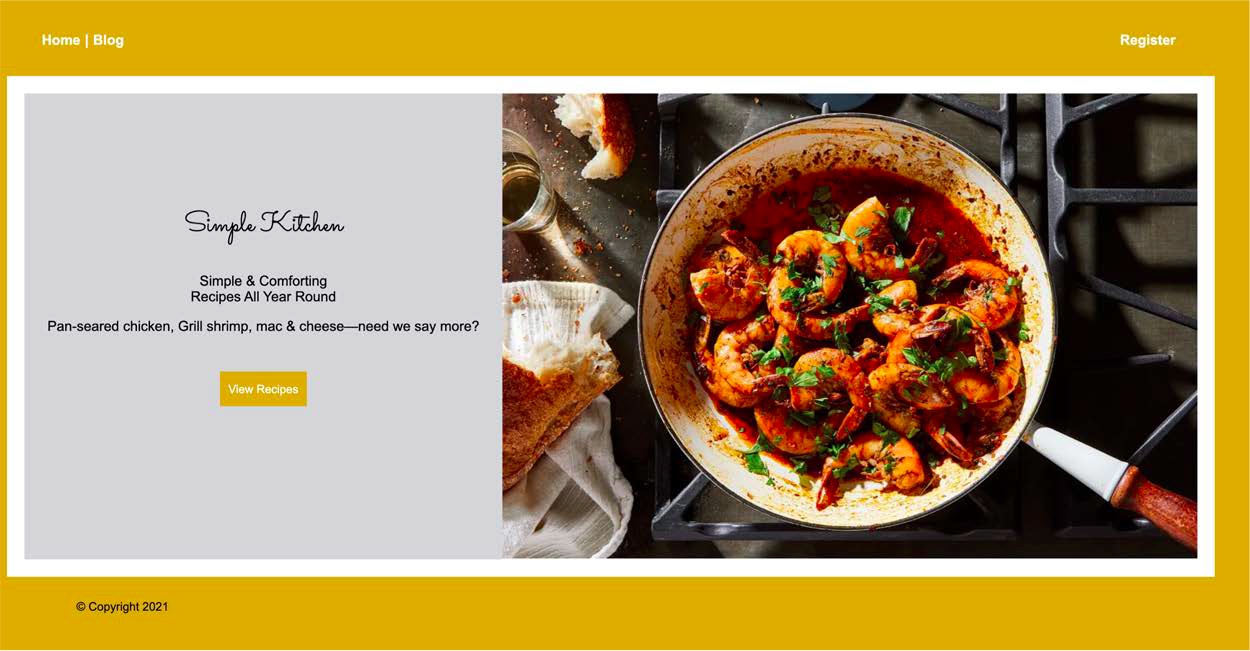 Home | Blog
Register
Simple Kitchen
Simple & Comforting
Recipes All Year Round
Pan-seared chicken, Grill shrimp, mac & cheese—need we say more?
View Recipes
© Copyright 2021